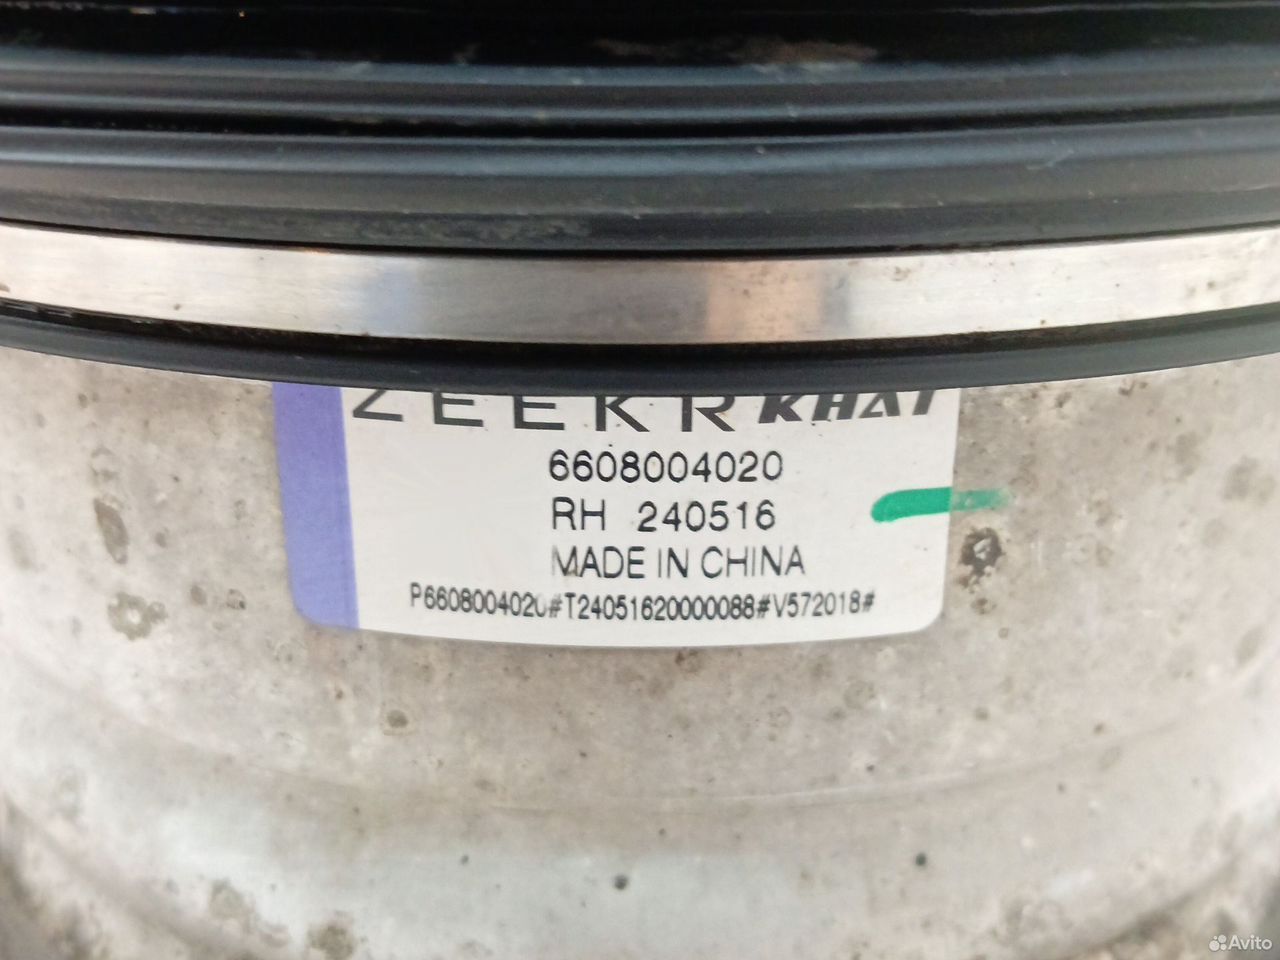 ZEEKR KHAT
6608004020
RH 240516
MADE IN CHINA
P6608004020#T24051620000088#V572018#
Avito